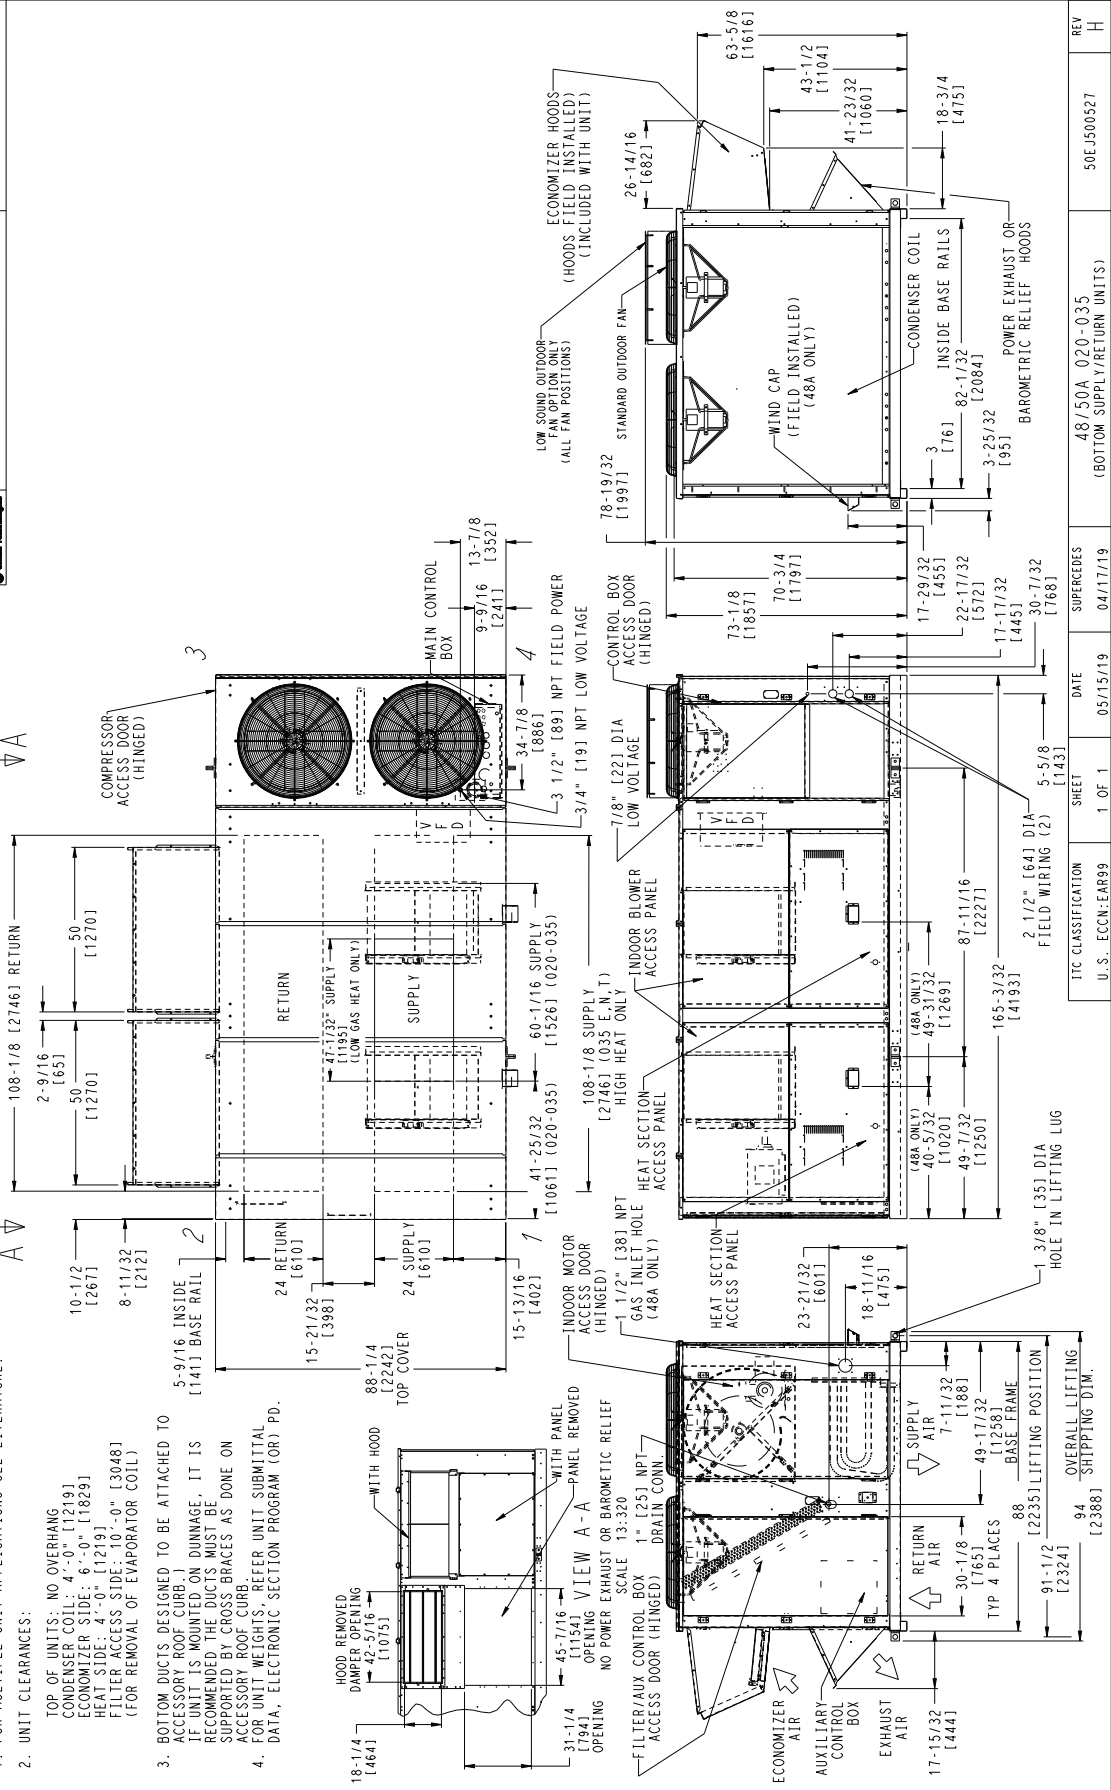 2. UNIT CLEARANCES:
TOP OF UNITS: NO OVERHANG
CONDENSER COIL: 4'-0" [1219]
ECONOMIZER SIDE: 6'-0" [1829]
HEAT SIDE: 4'-0" [1219]
FILTER ACCESS SIDE: 10'-0" [3048]
(FOR REMOVAL OF EVAPORATOR COIL)
3. BOTTOM DUCTS DESIGNED TO BE ATTACHED TO
ACCESSORY ROOF CURB.)
IF UNIT IS MOUNTED ON DUNNAGE, IT IS
RECOMMENDED THE DUCTS MUST BE
SUPPORTED BY CROSS BRACES AS DONE ON
ACCESSORY ROOF CURB.
4. FOR UNIT WEIGHTS, REFER UNIT SUBMITTAL
DATA, ELECTRONIC SECTION PROGRAM (OR) PD.
A
A
108-1/8 [2746] RETURN
2-9/16
[65]
50
[1270]
50
[1270]
10-1/2
[267]
8-11/32
[212]
COMPRESSOR
ACCESS DOOR
(HINGED)
2
3
1
4
5-9/16 INSIDE
[141] BASE RAIL
24 RETURN
[610]
15-21/32
[398]
24 SUPPLY
[610]
15-13/16
[402]
88-1/4
[2242]
TOP COVER
RETURN
47-1/32" SUPPLY
[1195]
(LOW GAS HEAT ONLY)
SUPPLY
VFD
41-25/32
[1061] (020-035)
60-1/16 SUPPLY
[1526] (020-035)
108-1/8 SUPPLY
[2746] (035 E,N,T)
HIGH HEAT ONLY
MAIN CONTROL
BOX
9-9/16
[241]
13-7/8
[352]
34-7/8
[886]
3 1/2" [89] NPT FIELD POWER
3/4" [19] NPT LOW VOLTAGE
WITH HOOD
HOOD REMOVED
DAMPER OPENING
42-5/16
[1075]
18-1/4
[464]
WITH PANEL
PANEL REMOVED
45-7/16
[1154]
OPENING
31-1/4
[794]
OPENING
VIEW A-A
NO POWER EXHAUST OR BAROMETIC RELIEF
SCALE 13:320
FILTER/AUX CONTROL BOX
ACCESS DOOR (HINGED)
1" [25] NPT
DRAIN CONN.
INDOOR MOTOR
ACCESS DOOR
(HINGED)
1 1/2" [38] NPT
GAS INLET HOLE
(48A ONLY)
ECONOMIZER
AIR
AUXILIARY
CONTROL
BOX
EXHAUST
AIR
17-15/32
[444]
RETURN
AIR
SUPPLY
AIR
30-1/8
[765]
TYP 4 PLACES
7-11/32
[188]
49-17/32
[1258]
BASE FRAME
88
[2235] LIFTING POSITION
91-1/2
[2324]
OVERALL LIFTING
94 SHIPPING DIM.
[2388]
23-21/32
[601]
18-11/16
[475]
1 3/8" [35] DIA
HOLE IN LIFTING LUG
HEAT SECTION
ACCESS PANEL
HEAT SECTION
ACCESS PANEL
INDOOR BLOWER
ACCESS PANEL
7/8" [22] DIA
LOW VOLTAGE
CONTROL BOX
ACCESS DOOR
(HINGED)
VFD
(48A ONLY)
40-5/32
[1020]
49-7/32
[1250]
(48A ONLY)
49-31/32
[1269]
87-11/16
[2227]
165-3/32
[4193]
2 1/2" [64] DIA
FIELD WIRING (2)
5-5/8
[143]
22-17/32
[572]
17-17/32
[445]
30-7/32
[768]
LOW SOUND OUTDOOR
FAN OPTION ONLY
(ALL FAN POSITIONS)
STANDARD OUTDOOR FAN
ECONOMIZER HOODS
(HOODS FIELD INSTALLED)
(INCLUDED WITH UNIT)
26-14/16
[682]
63-5/8
[1616]
43-1/2
[1104]
41-23/32
[1060]
18-3/4
[475]
78-19/32
[1997]
70-3/4
[1797]
73-1/8
[1857]
17-29/32
[455]
WIND CAP
(FIELD INSTALLED)
(48A ONLY)
CONDENSER COIL
3
[76]
82-1/32
[2084]
INSIDE BASE RAILS
3-25/32
[95]
POWER EXHAUST OR
BAROMETRIC RELIEF HOODS
ITC CLASSIFICATION
U.S. ECCN:EAR99
SHEET
1 OF 1
DATE
05/15/19
SUPERCEDES
04/17/19
48/50A 020-035
(BOTTOM SUPPLY/RETURN UNITS)
50EJ500527
REV
H